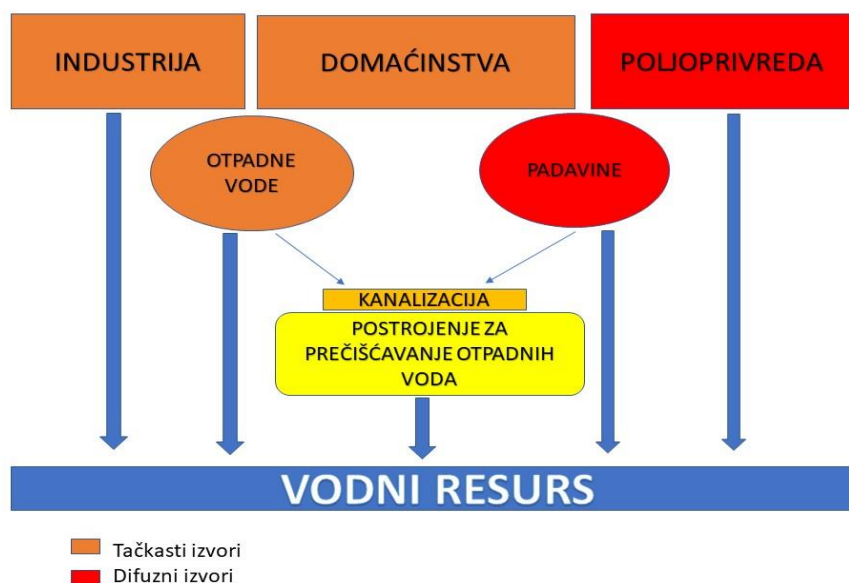 INDUSTRIJA
DOMAĆINSTVA
POLJOPRIVREDA
OTPADNE
VODE
PADAVINE
KANALIZACIJA
POSTROJENJE ZA
PREČIŠĆAVANJE OTPADNIH
VODA
VODNI RESURS
Tačkasti izvori
Difuzni izvori